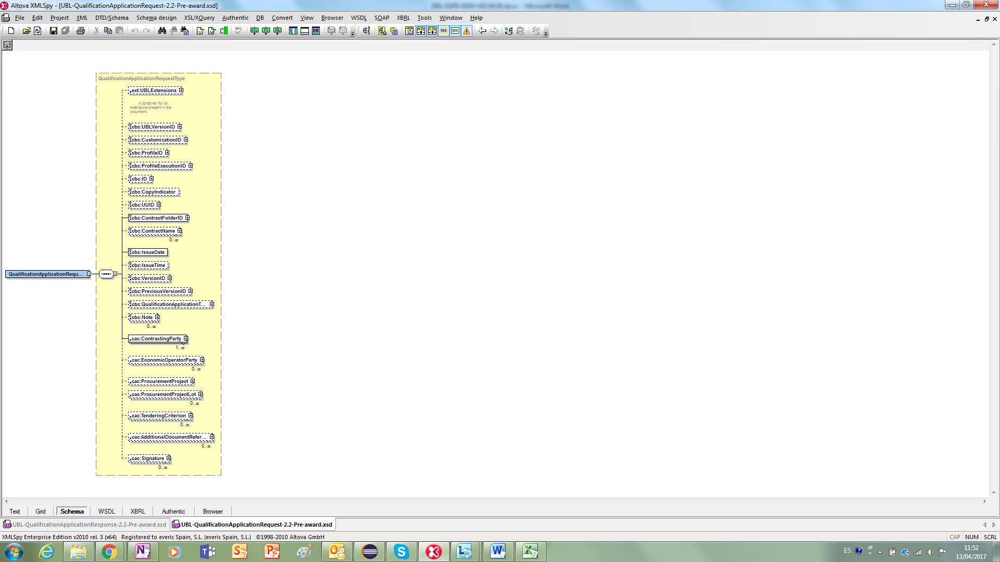 Altova XMLSpy - [UBL-QualificationApplicationRequest-2.2-Pre-award.xsd]
File Edit Project XML DTD/Schema Schema design XSL/XQuery Authentic DB Convert View Browser WSDL SOAP XBRL Tools Window Help
QualificationApplicationRequestType
ext:UBLExtensions
A container for all
extensions present in the
document.
cbc:UBLVersionID
cbc:CustomizationID
cbc:ProfileID
cbc:ProfileExecutionID
cbc:ID
cbc:CopyIndicator
cbc:UUID
cbc:ContractFolderID
cbc:ContractName
0..∞
cbc:IssueDate
cbc:IssueTime
QualificationApplicationRequ...
cbc:VersionID
cbc:PreviousVersionID
cbc:QualificationApplicationT...
cbc:Note
0..∞
cac:ContractingParty
1..∞
cac:EconomicOperatorParty
0..∞
cac:ProcurementProject
cac:ProcurementProjectLot
0..∞
cac:TenderingCriterion
0..∞
cac:AdditionalDocumentRefer...
0..∞
cac:Signature
0..∞
Text Grid Schema WSDL XBRL Authentic Browser
UBL-QualificationApplicationResponse-2.2-Pre-award.xsd UBL-QualificationApplicationRequest-2.2-Pre-award.xsd
XMLSpy Enterprise Edition v2010 rel. 3 (x64) Registered to everis Spain, S.L. (everis Spain, S.L.) ©1998-2010 Altova GmbH CAP NUM SCRL
ES 11:52
13/04/2017